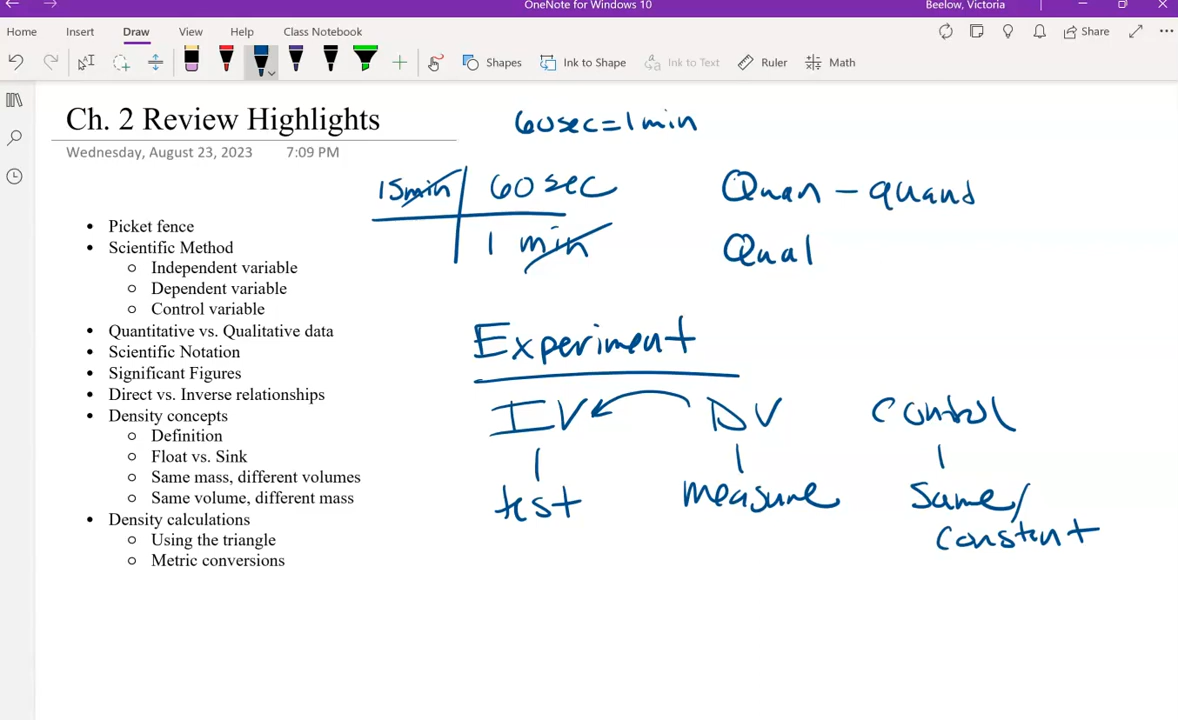 OneNote for Windows 10
Beelow, Victoria
Home Insert Draw View Help Class Notebook
Share
Shapes Ink to Shape Ink to Text Ruler Math
Ch. 2 Review Highlights
Wednesday, August 23, 2023 7:09 PM
60sec=1min
15min 60 sec
1 min
Quan - quand
Qual
• Picket fence
• Scientific Method
o Independent variable
o Dependent variable
o Control variable
• Quantitative vs. Qualitative data
• Scientific Notation
• Significant Figures
• Direct vs. Inverse relationships
• Density concepts
o Definition
o Float vs. Sink
o Same mass, different volumes
o Same volume, different mass
• Density calculations
o Using the triangle
o Metric conversions
Experiment
IV DV Control
test measure Same/
constent